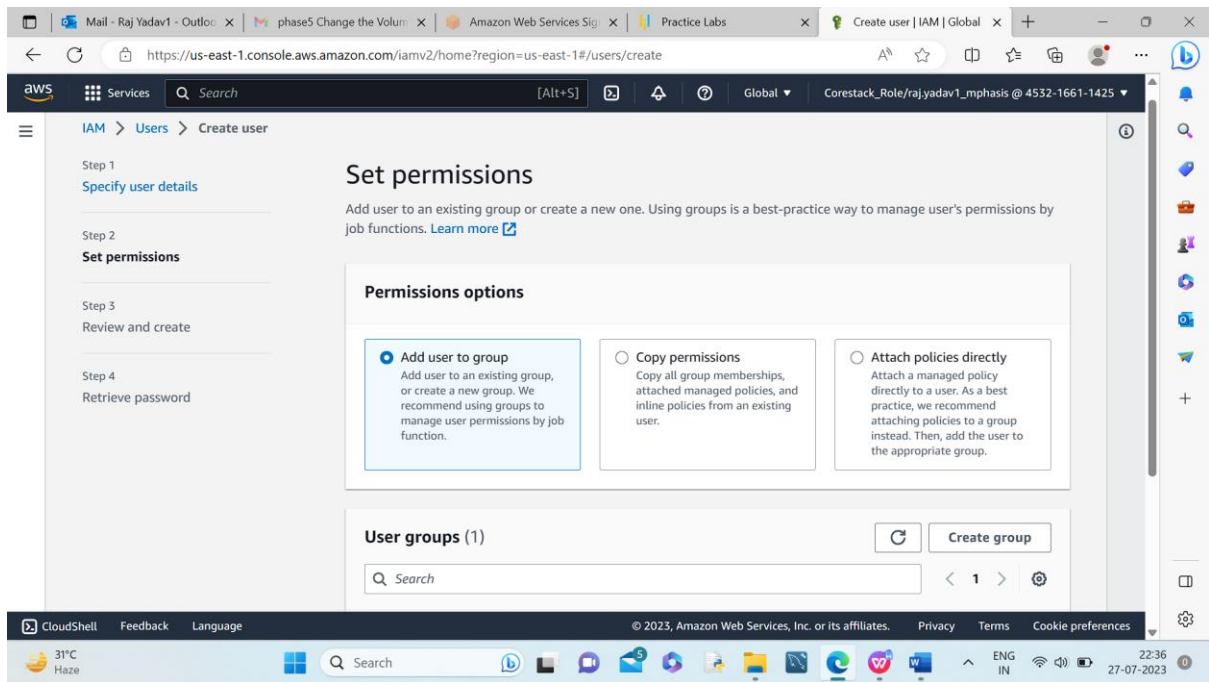 Mail - Raj Yadav1 - Outloo
phase5 Change the Volum
Amazon Web Services Sig
Practice Labs
Create user | IAM | Global
https://us-east-1.console.aws.amazon.com/iamv2/home?region=us-east-1#/users/create
aws
Services
Search
[Alt+S]
Global
Corestack_Role/raj.yadav1_mphasis @ 4532-1661-1425
IAM > Users > Create user
Step 1
Specify user details
Step 2
Set permissions
Step 3
Review and create
Step 4
Retrieve password
Set permissions
Add user to an existing group or create a new one. Using groups is a best-practice way to manage user's permissions by
job functions. Learn more
Permissions options
Add user to group
Add user to an existing group,
or create a new group. We
recommend using groups to
manage user permissions by job
function.
Copy permissions
Copy all group memberships,
attached managed policies, and
inline policies from an existing
user.
Attach policies directly
Attach a managed policy
directly to a user. As a best
practice, we recommend
attaching policies to a group
instead. Then, add the user to
the appropriate group.
User groups (1)
Create group
Search
< 1 >
CloudShell
Feedback
Language
© 2023, Amazon Web Services, Inc. or its affiliates.
Privacy
Terms
Cookie preferences
31°C
Haze
Search
5
ENG
IN
22:36
27-07-2023
0